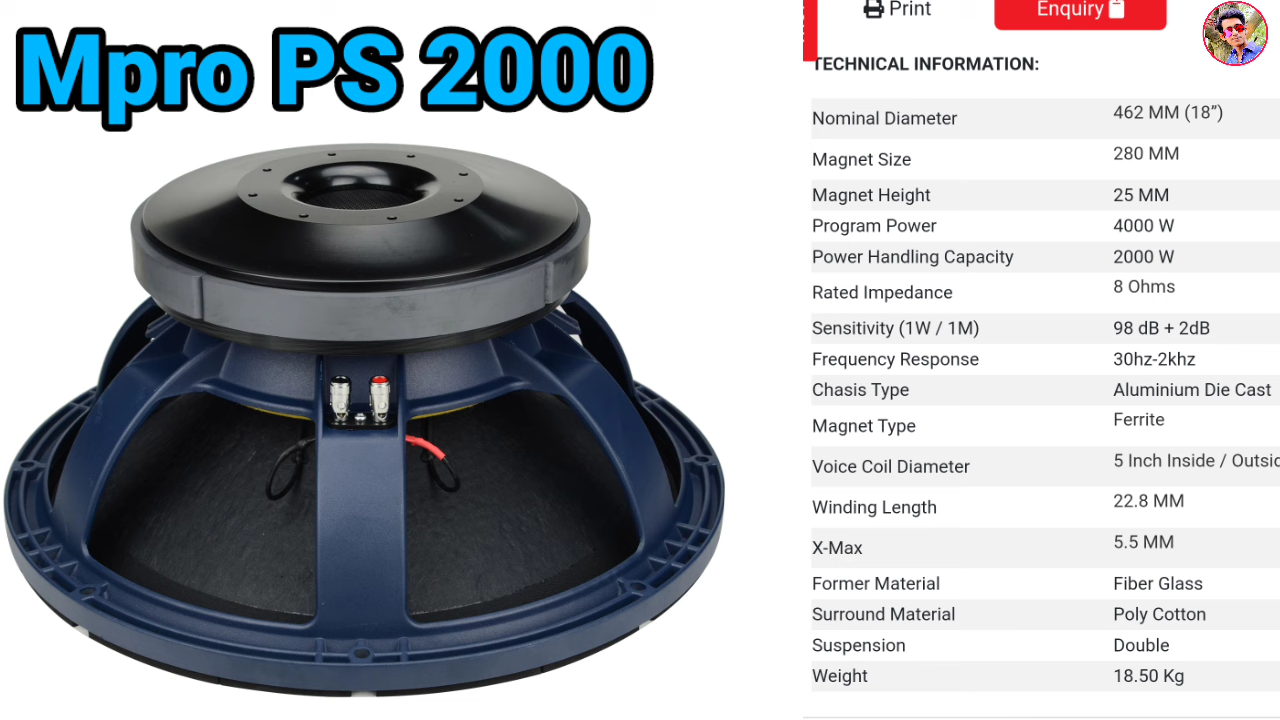 Mpro PS 2000
Print
Enquiry
TECHNICAL INFORMATION:
Nominal Diameter 462 MM (18”)
Magnet Size 280 MM
Magnet Height 25 MM
Program Power 4000 W
Power Handling Capacity 2000 W
Rated Impedance 8 Ohms
Sensitivity (1W / 1M) 98 dB + 2dB
Frequency Response 30hz-2khz
Chasis Type Aluminium Die Cast
Magnet Type Ferrite
Voice Coil Diameter 5 Inch Inside / Outsid
Winding Length 22.8 MM
X-Max 5.5 MM
Former Material Fiber Glass
Surround Material Poly Cotton
Suspension Double
Weight 18.50 Kg